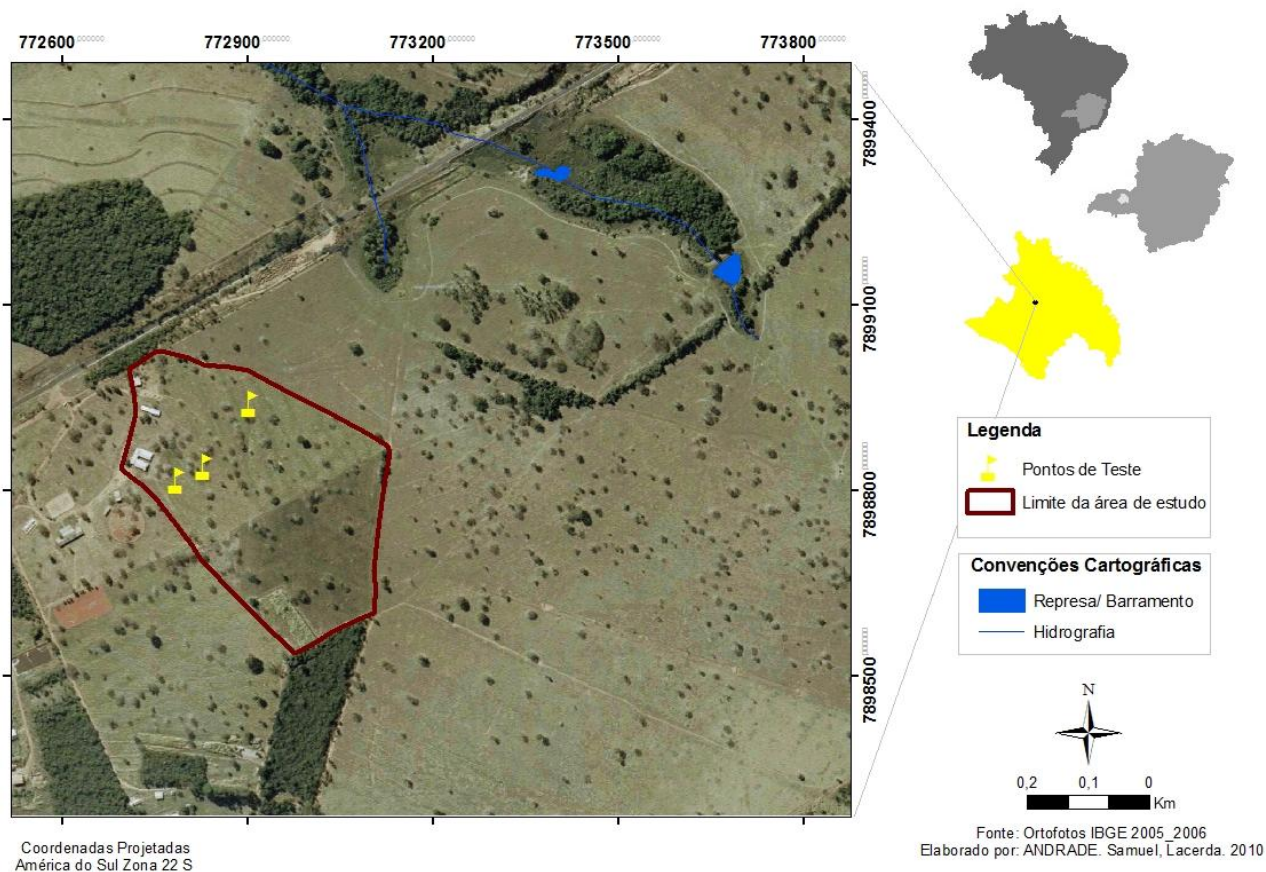 772600 772900 773200 773500 773800
7899400
7899100
7898800
7898500
Legenda
Pontos de Teste
Limite da área de estudo
Convenções Cartográficas
Represa/ Barramento
Hidrografia
N
0,2 0,1 0
Km
Fonte: Ortofotos IBGE 2005_2006
Elaborado por: ANDRADE. Samuel, Lacerda. 2010
Coordenadas Projetadas
América do Sul Zona 22 S